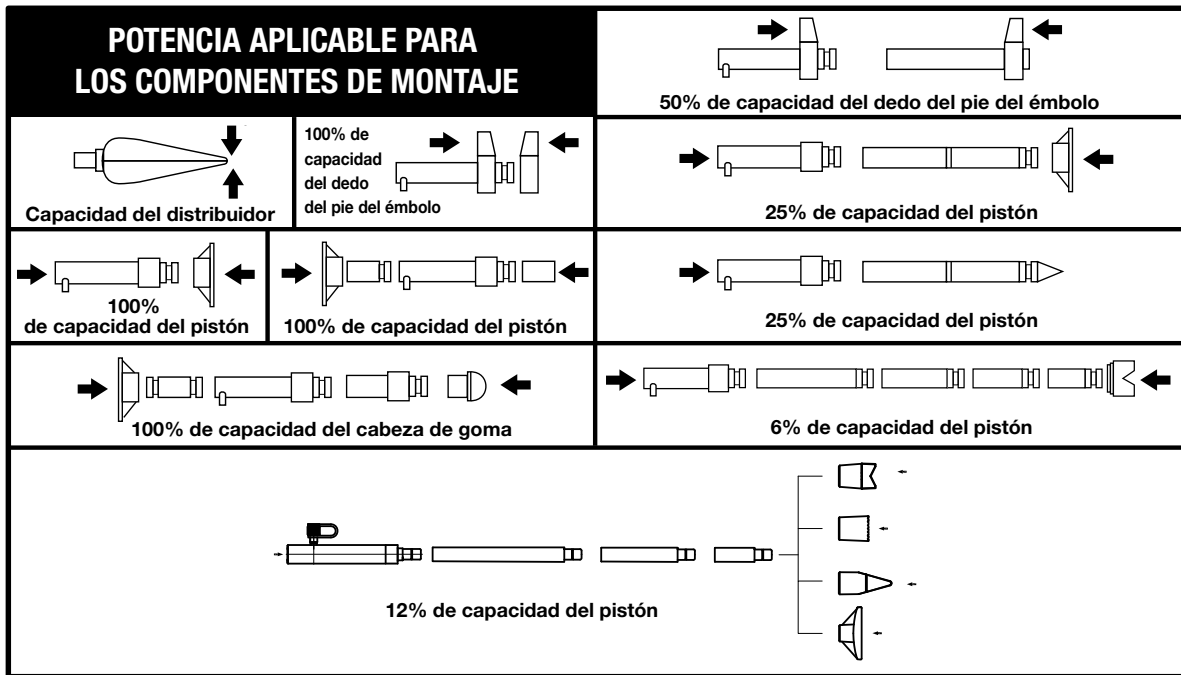 POTENCIA APLICABLE PARA
LOS COMPONENTES DE MONTAJE
50% de capacidad del dedo del pie del émbolo
Capacidad del distribuidor
100% de
capacidad
del dedo
del pie del émbolo
25% de capacidad del pistón
100%
de capacidad del pistón
100% de capacidad del pistón
25% de capacidad del pistón
100% de capacidad del cabeza de goma
6% de capacidad del pistón
12% de capacidad del pistón